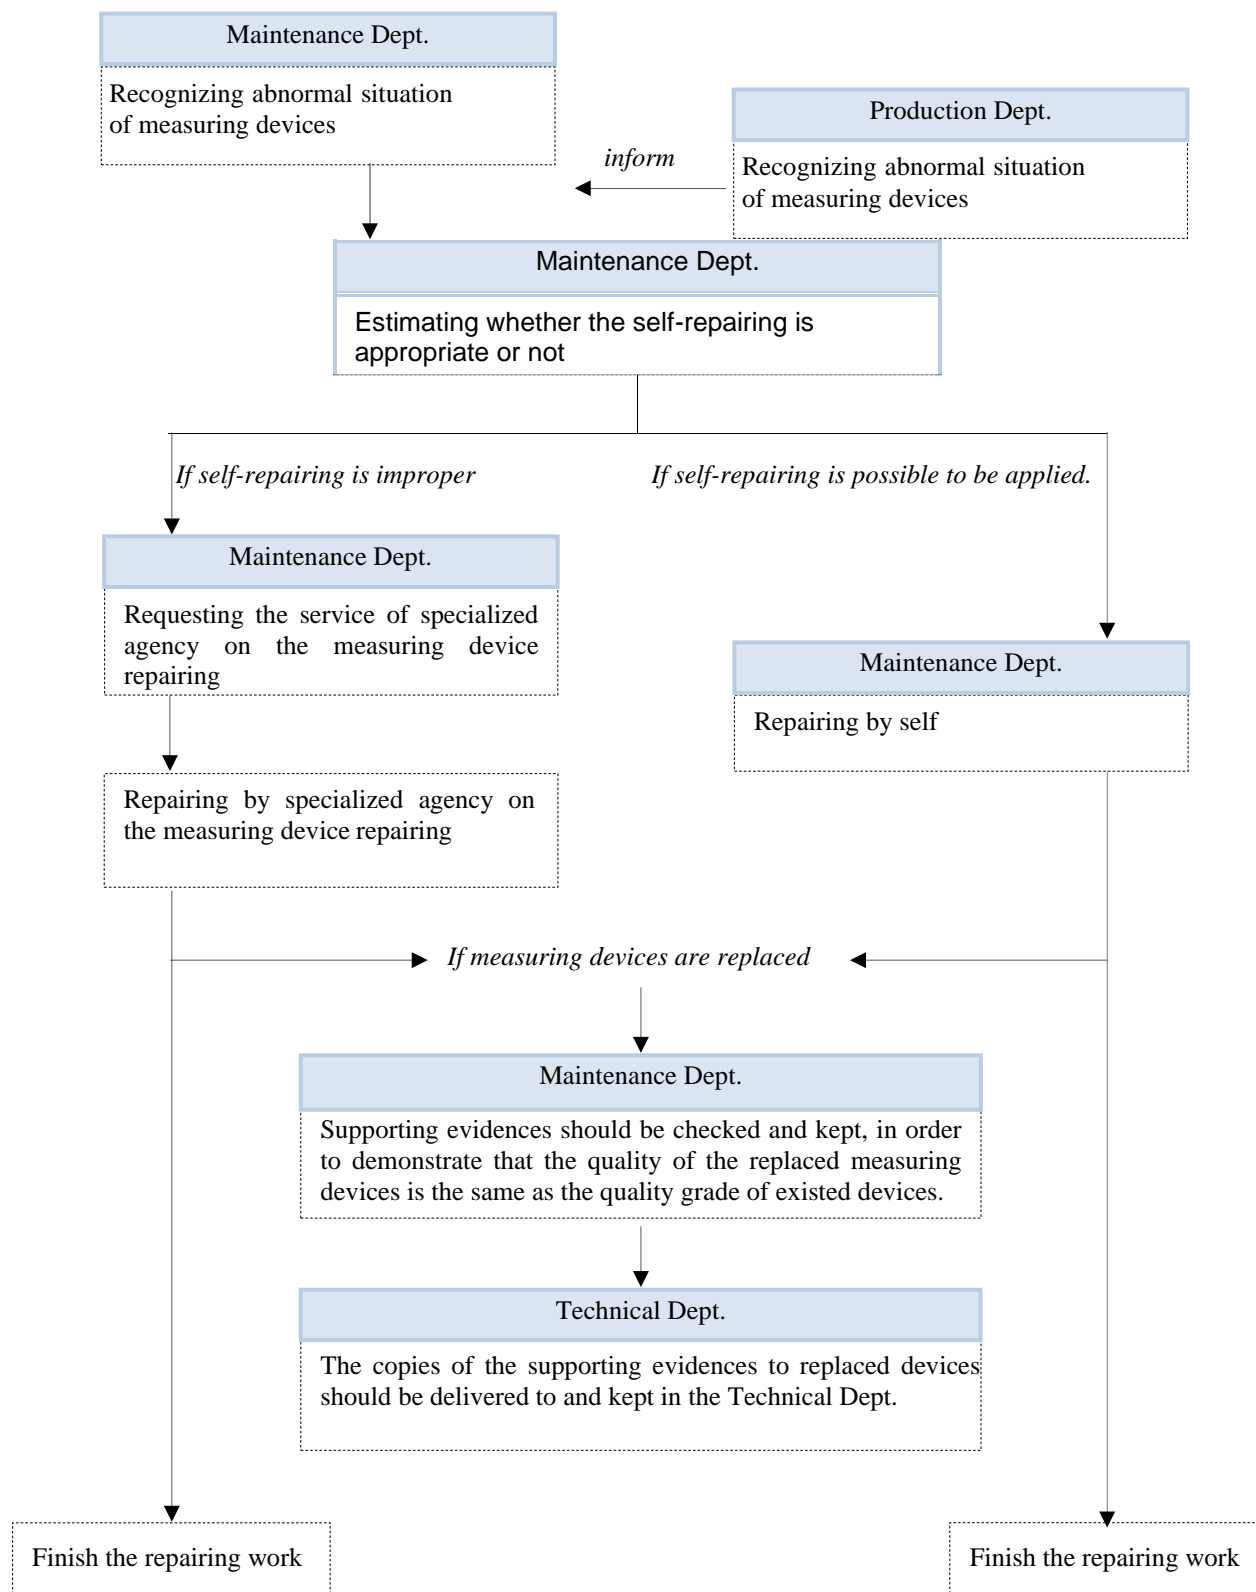 Maintenance Dept.
Recognizing abnormal situation
of measuring devices
Production Dept.
inform
Recognizing abnormal situation
of measuring devices
Maintenance Dept.
Estimating whether the self-repairing is
appropriate or not
If self-repairing is improper
If self-repairing is possible to be applied.
Maintenance Dept.
Requesting the service of specialized
agency on the measuring device
repairing
Maintenance Dept.
Repairing by self
Repairing by specialized agency on
the measuring device repairing
If measuring devices are replaced
Maintenance Dept.
Supporting evidences should be checked and kept, in order
to demonstrate that the quality of the replaced measuring
devices is the same as the quality grade of existed devices.
Technical Dept.
The copies of the supporting evidences to replaced devices
should be delivered to and kept in the Technical Dept.
Finish the repairing work
Finish the repairing work